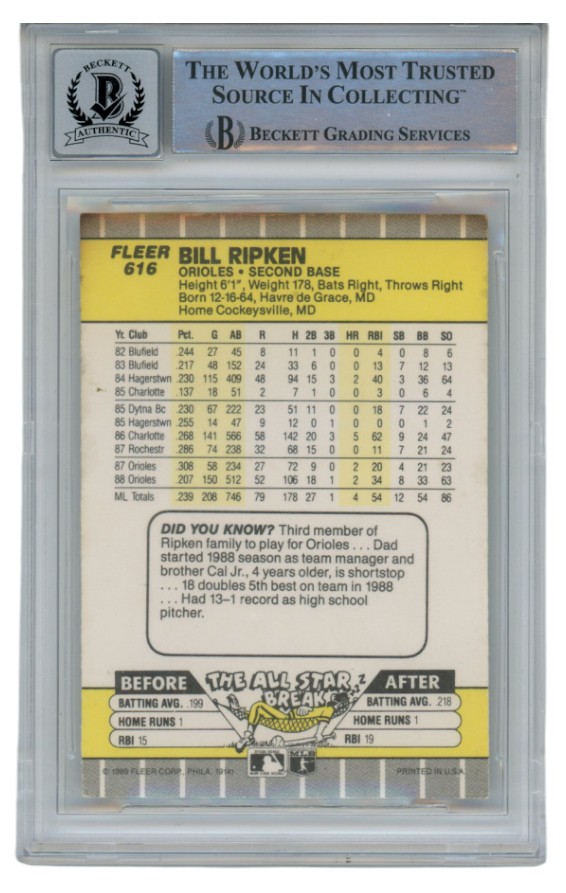 BECKETT
B
AUTHENTIC
THE WORLD'S MOST TRUSTED
SOURCE IN COLLECTING™
B BECKETT GRADING SERVICES
FLEER
616
BILL RIPKEN
ORIOLES • SECOND BASE
Height 6'1", Weight 178, Bats Right, Throws Right
Born 12-16-64, Havre de Grace, MD
Home Cockeysville, MD
Yr. Club Pct. G AB R H 2B 3B HR RBI SB BB SO
82 Blufield .244 27 45 8 11 1 0 0 4 0 8 6
83 Blufield .217 48 152 24 33 6 0 0 13 7 12 13
84 Hagerstwn .230 115 409 48 94 15 3 2 40 3 36 64
85 Charlotte .137 18 51 2 7 1 0 0 3 0 6 4
85 Dytna Bc .230 67 222 23 51 11 0 0 18 7 22 24
85 Hagerstwn .255 14 47 9 12 0 1 0 0 0 1 2
86 Charlotte .268 141 566 58 142 20 3 5 62 9 24 47
87 Rochestr .286 74 238 32 68 15 0 0 11 7 21 24
87 Orioles .308 58 234 27 72 9 0 2 20 4 21 23
88 Orioles .207 150 512 52 106 18 1 2 34 8 33 63
ML Totals .239 208 746 79 178 27 1 4 54 12 54 86
DID YOU KNOW? Third member of
Ripken family to play for Orioles . . . Dad
started 1988 season as team manager and
brother Cal Jr., 4 years older, is shortstop
. . . 18 doubles 5th best on team in 1988
. . . Had 13–1 record as high school
pitcher.
BEFORE THE ALL STAR BREAK AFTER
BATTING AVG. .199
HOME RUNS 1
RBI 15
BATTING AVG. .218
HOME RUNS 1
RBI 19
© 1989 FLEER CORP., PHILA. 19141
PRINTED IN U.S.A.